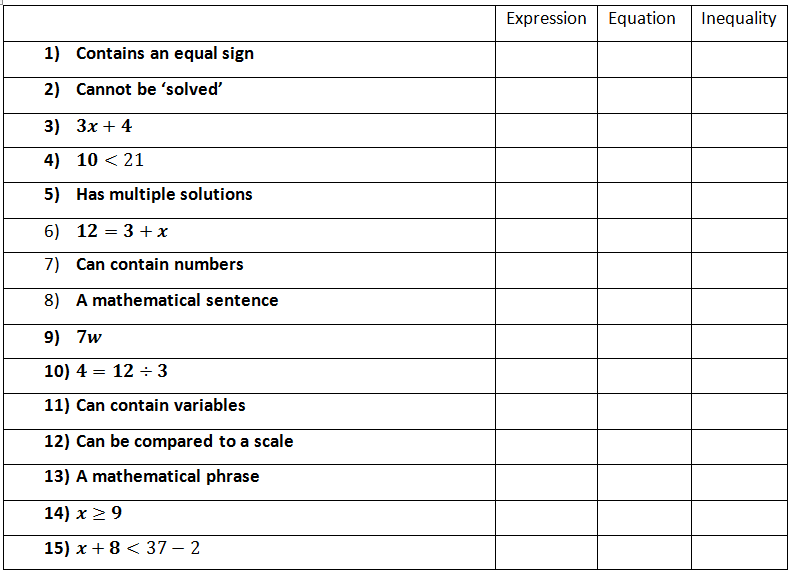 Expression Equation Inequality
1) Contains an equal sign
2) Cannot be ‘solved’
3) 3x + 4
4) 10 < 21
5) Has multiple solutions
6) 12 = 3 + x
7) Can contain numbers
8) A mathematical sentence
9) 7w
10) 4 = 12 ÷ 3
11) Can contain variables
12) Can be compared to a scale
13) A mathematical phrase
14) x ≥ 9
15) x + 8 < 37 − 2